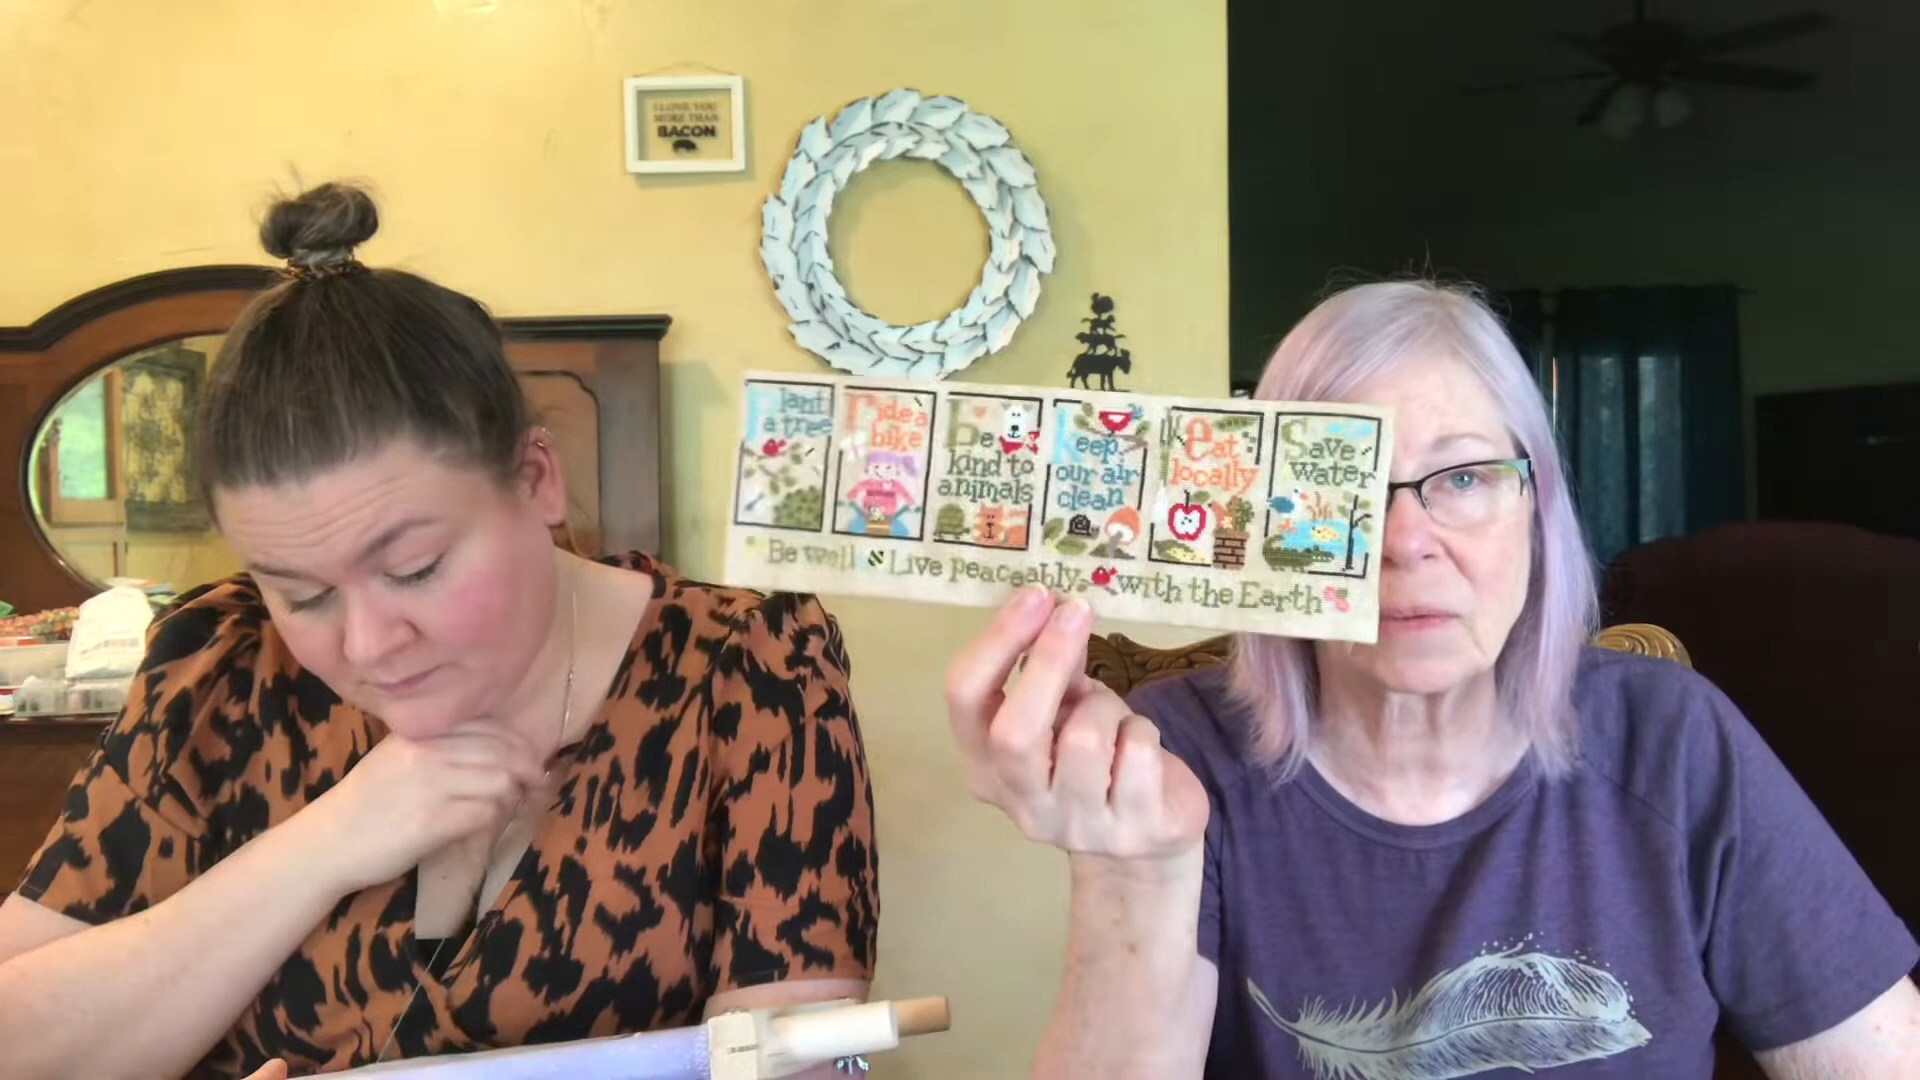 I LOVE YOU
MORE THAN
BACON
Plant
a tree
ride a
bike
Be
kind to
animals
keep
our air
clean
eat
locally
Save
water
Be well Live peaceably with the Earth